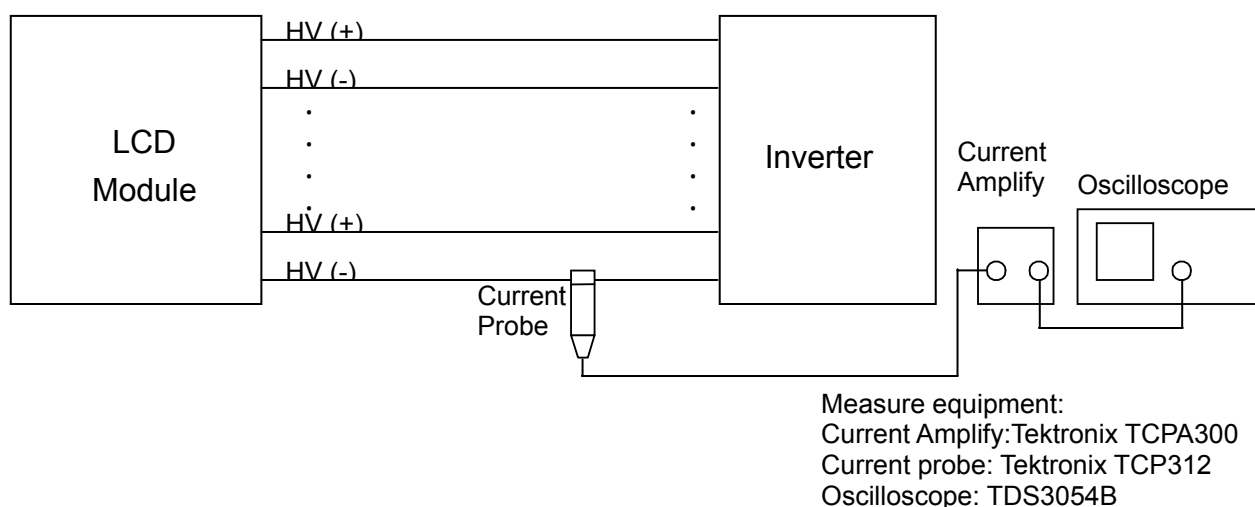 HV (+)
HV (-)
LCD
Module
Inverter
HV (+)
HV (-)
Current
Probe
Current
Amplify
Oscilloscope
Measure equipment:
Current Amplify:Tektronix TCPA300
Current probe: Tektronix TCP312
Oscilloscope: TDS3054B